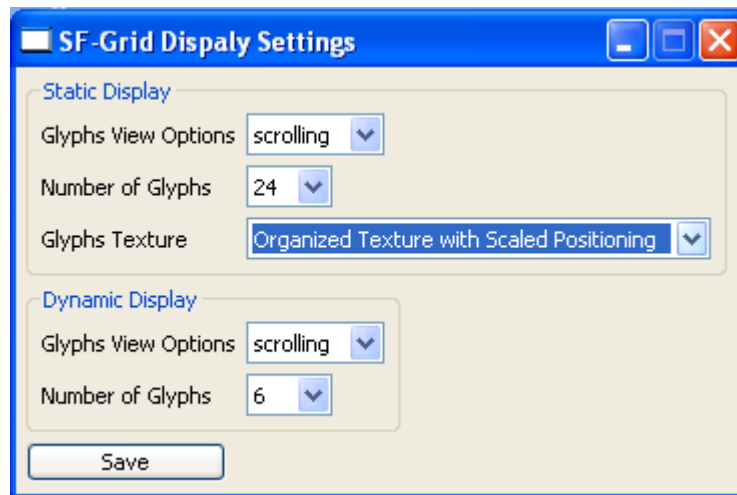 SF-Grid Dispaly Settings
Static Display
Glyphs View Options scrolling
Number of Glyphs 24
Glyphs Texture Organized Texture with Scaled Positioning
Dynamic Display
Glyphs View Options scrolling
Number of Glyphs 6
Save